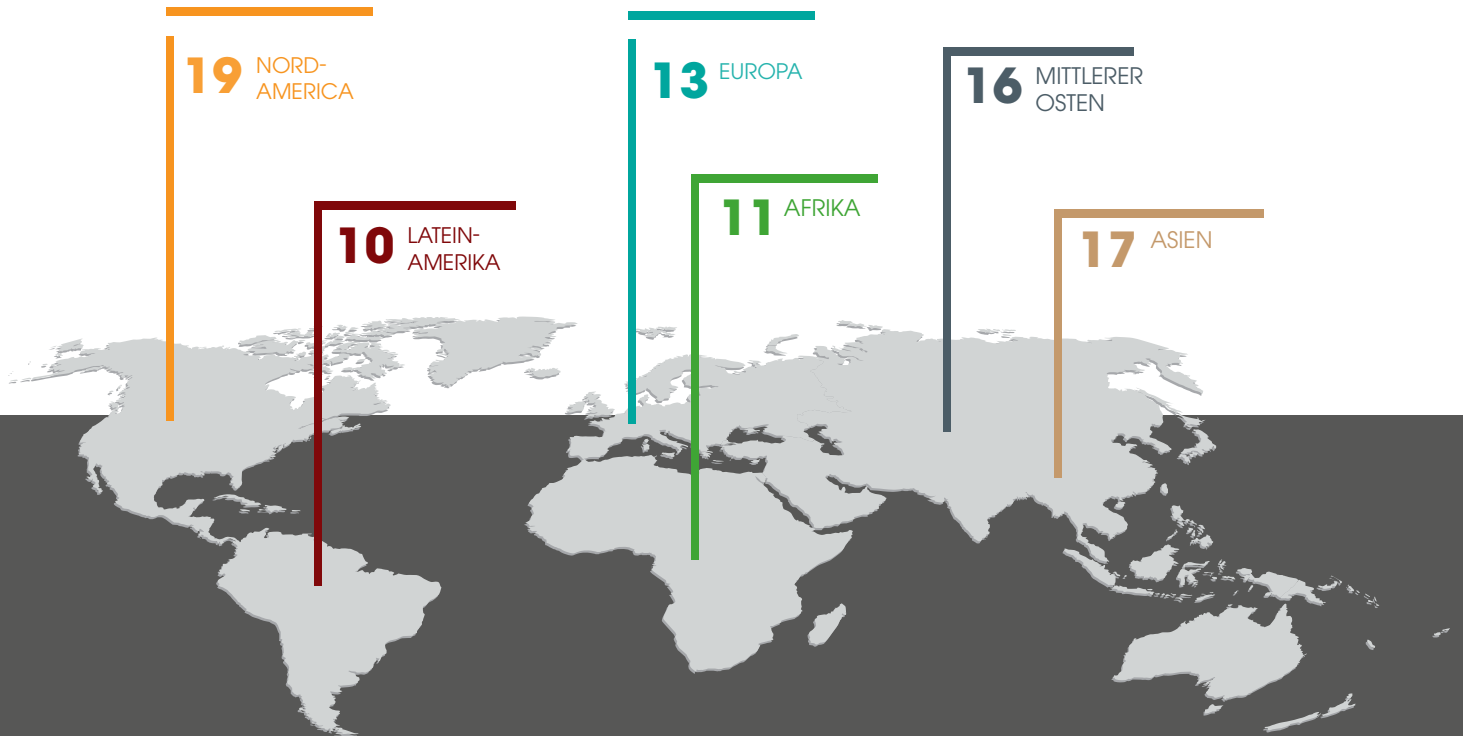 19 NORD-
AMERICA
10 LATEIN-
AMERIKA
13 EUROPA
11 AFRIKA
16 MITTLERER
OSTEN
17 ASIEN